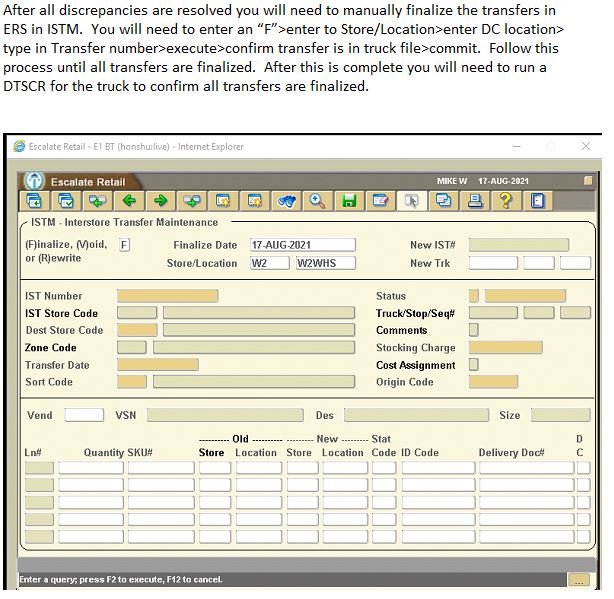 After all discrepancies are resolved you will need to manually finalize the transfers in
ERS in ISTM.  You will need to enter an “F”>enter to Store/Location>enter DC location>
type in Transfer number>execute>confirm transfer is in truck file>commit.  Follow this
process until all transfers are finalized.  After this is complete you will need to run a
DTSCR for the truck to confirm all transfers are finalized.
Escalate Retail - E1 BT (honshu:live) - Internet Explorer
Escalate Retail MIKE W 17-AUG-2021
ISTM - Interstore Transfer Maintenance
(F)inalize, (V)oid, F Finalize Date 17-AUG-2021 New IST#
or (R)ewrite Store/Location W2 W2WHS New Trk
IST Number Status
IST Store Code Truck/Stop/Seq#
Dest Store Code Comments
Zone Code Stocking Charge
Transfer Date Cost Assignment
Sort Code Origin Code
Vend VSN Des Size
---------- Old ---------- --------- New --------- Stat D
Ln# Quantity SKU# Store Location Store Location Code ID Code Delivery Doc# C
Enter a query; press F2 to execute, F12 to cancel.
...